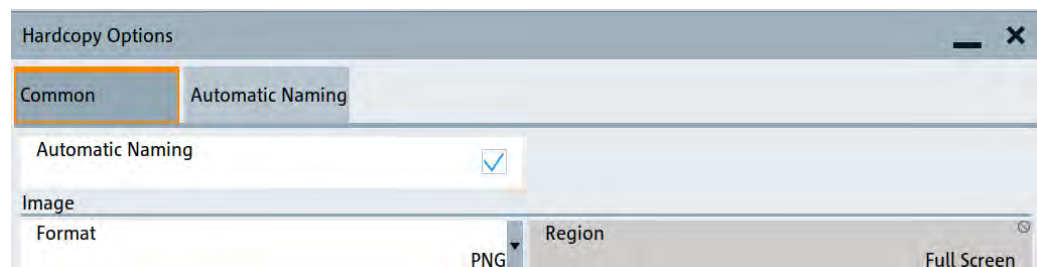 Hardcopy Options
Common Automatic Naming
Automatic Naming
Image
Format Region
PNG Full Screen